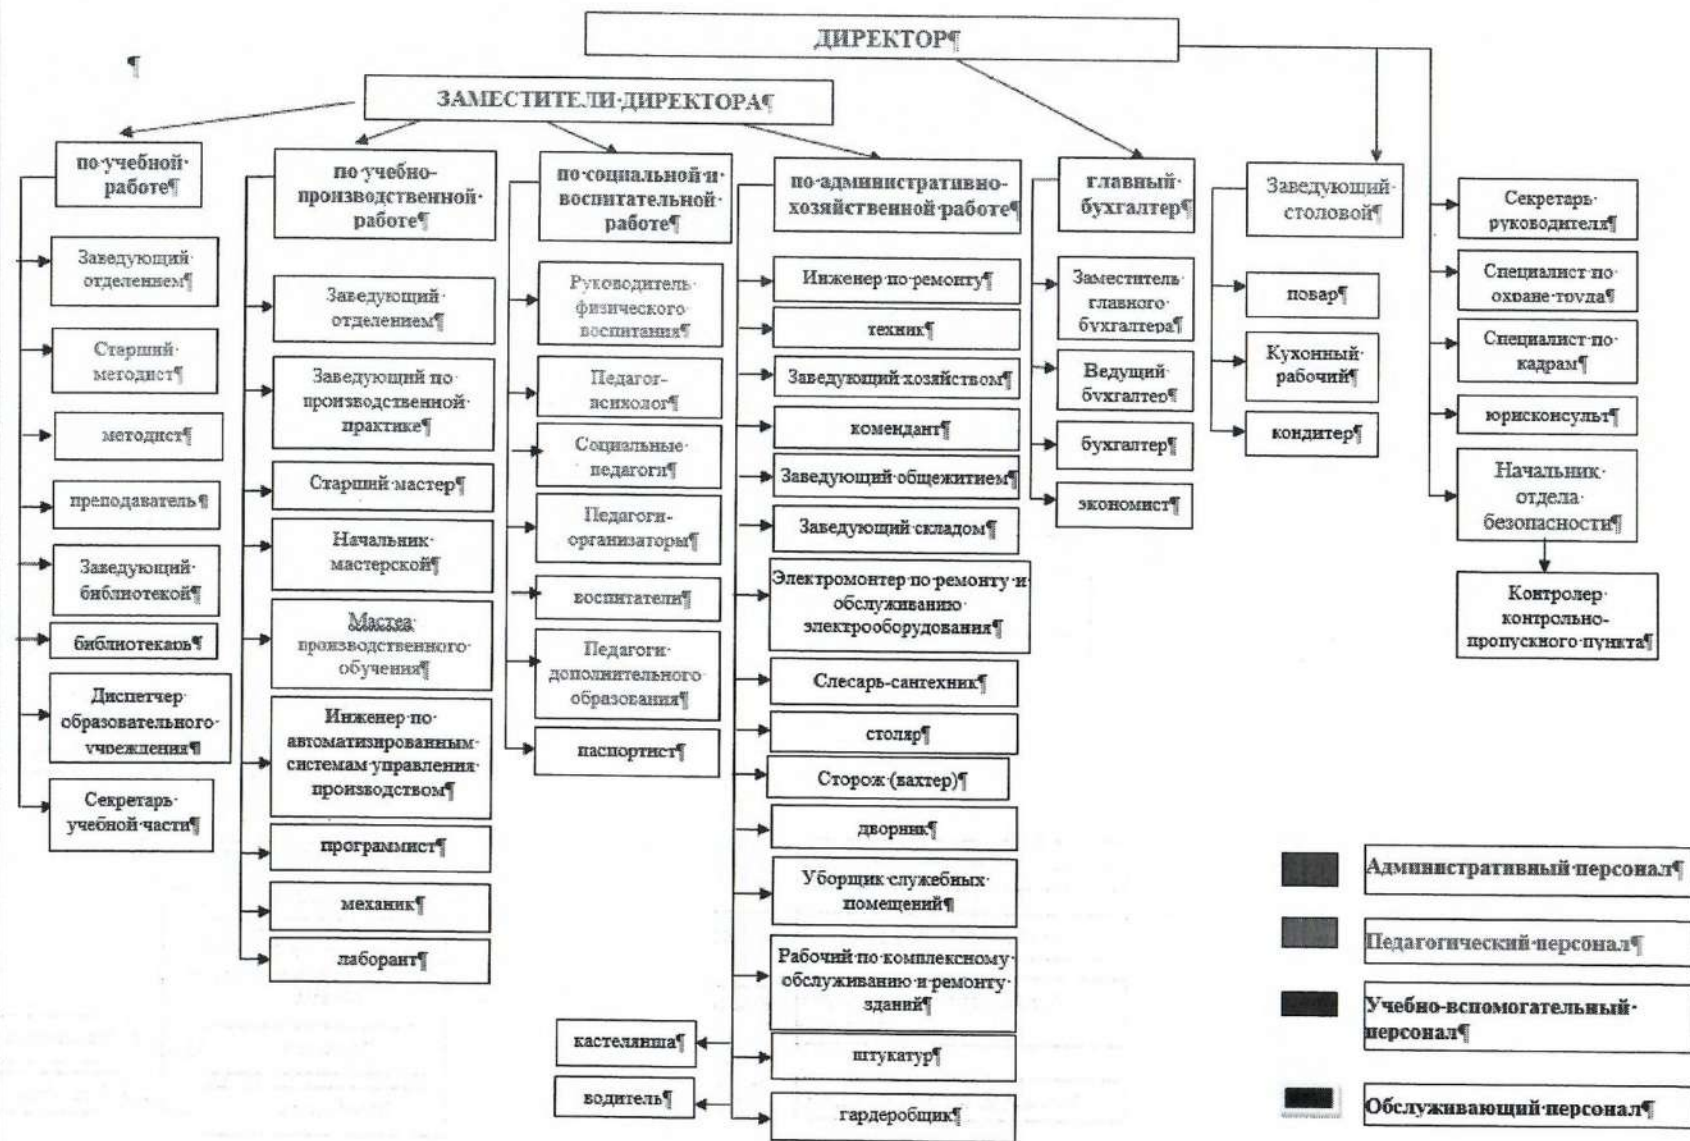 ДИРЕКТОР¶
¶
ЗАМЕСТИТЕЛИ·ДИРЕКТОРА¶
по·учебной·
работе¶
Заведующий·
отделением¶
Старший·
методист¶
методист¶
преподаватель¶
Заведующий·
библиотекой¶
библиотекарь¶
Диспетчер·
образовательного·
учреждения¶
Секретарь·
учебной·части¶
по·учебно-
производственной·
работе¶
Заведующий·
отделением¶
Заведующий·по·
производственной·
практике¶
Старший·мастер¶
Начальник·
мастерской¶
Мастеа·
производственного·
обучения¶
Инженер·по·
автоматизированным·
системам·управления·
производством¶
программист¶
механик¶
лаборант¶
по·социальной·и·
воспитательной·
работе¶
Руководитель·
физического·
воспитания¶
Педагог-
психолог¶
Социальные·
педагоги¶
Педагоги-
организаторы¶
воспитатели¶
Педагоги·
дополнительного·
образования¶
паспортист¶
по·административно-
хозяйственной·работе¶
Инженер·по·ремонту¶
техник¶
Заведующий·хозяйством¶
комендант¶
Заведующий·общежитием¶
Заведующий·складом¶
Электромонтер·по·ремонту·и·
обслуживанию·
электрооборудования¶
Слесарь-сантехник¶
столяр¶
Сторож·(вахтер)¶
дворник¶
Уборщик·служебных·
помещений¶
Рабочий·по·комплексному·
обслуживанию·и·ремонту·
зданий¶
штукатур¶
гардеробщик¶
кастелянша¶
водитель¶
главный·
бухгалтер¶
Заместитель·
главного·
бухгалтера¶
Ведущий·
бухгалтер¶
бухгалтер¶
экономист¶
Заведующий·
столовой¶
повар¶
Кухонный·
рабочий¶
кондитер¶
Секретарь·
руководителя¶
Специалист·по·
охране·труда¶
Специалист·по·
кадрам¶
юрисконсульт¶
Начальник·
отдела·
безопасности¶
Контролер·
контрольно-
пропускного·пункта¶
Административный·персонал¶
Педагогический·персонал¶
Учебно-вспомогательный·
персонал¶
Обслуживающий·персонал¶